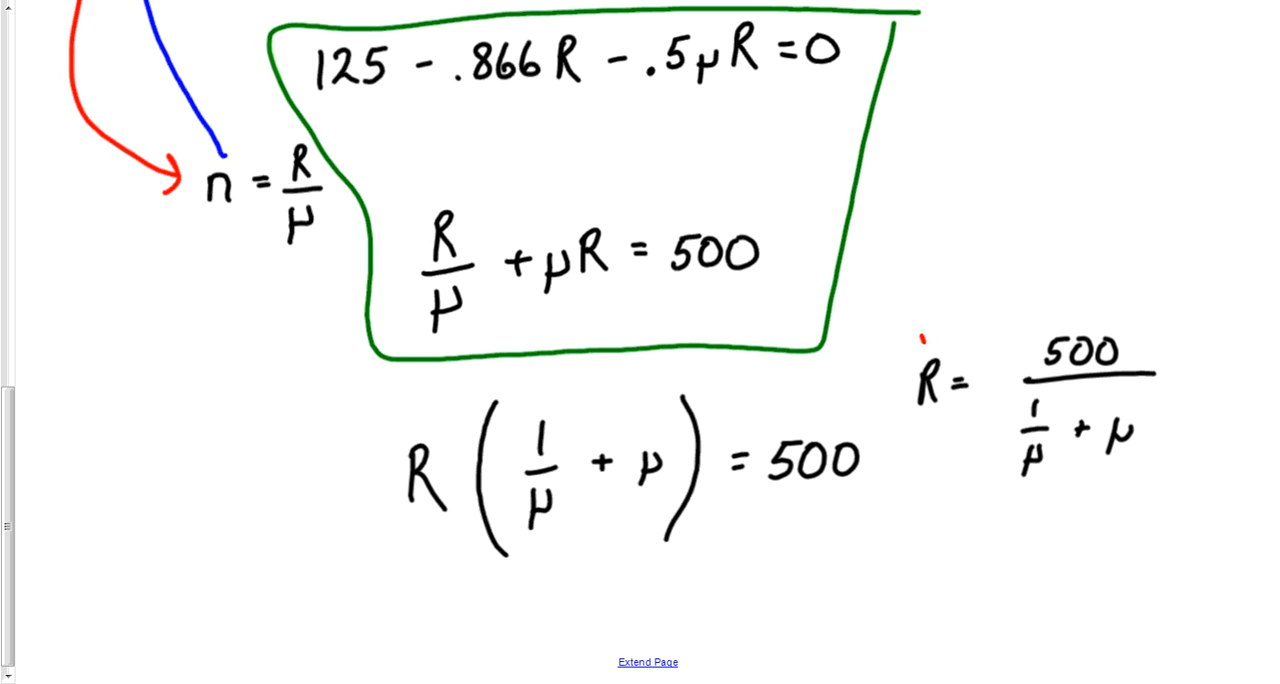 125 - .866 R - .5μR = 0
n = R/μ
R/μ + μR = 500
R = 500/(1/μ + μ)
R (1/μ + μ) = 500
Extend Page